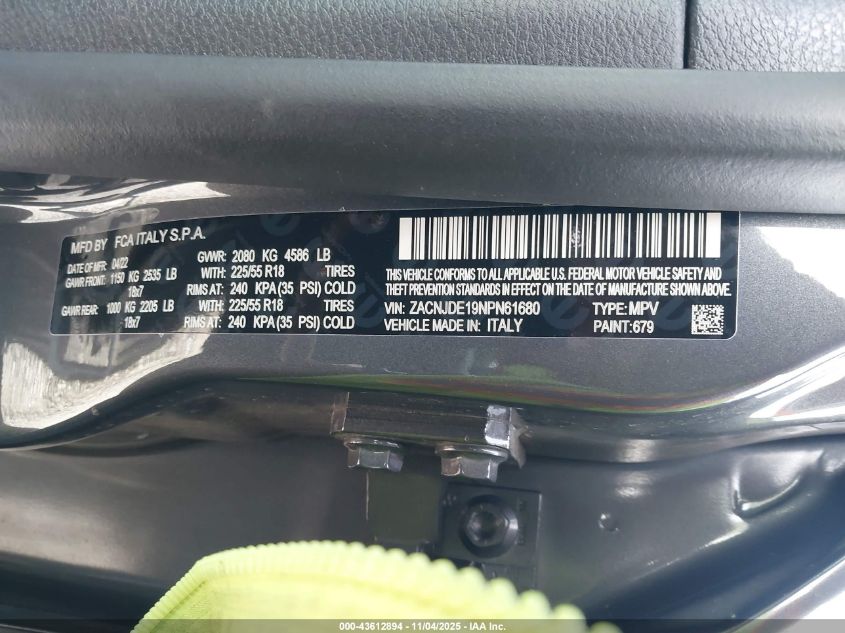 MFD BY FCA ITALY S.P.A.
DATE OF MFR: 04/22 GVWR: 2080 KG 4586 LB
GAWR FRONT: 1150 KG 2535 LB WITH: 225/55 R18 TIRES
18x7 RIMS AT: 240 KPA (35 PSI) COLD
GAWR REAR: 1000 KG 2205 LB WITH: 225/55 R18 TIRES
18x7 RIMS AT: 240 KPA (35 PSI) COLD
THIS VEHICLE CONFORMS TO ALL APPLICABLE U.S. FEDERAL MOTOR VEHICLE SAFETY AND
THEFT PREVENTION STANDARDS IN EFFECT ON THE DATE OF MANUFACTURE SHOWN ABOVE.
VIN: ZACNJDE19NPN61680 TYPE: MPV
VEHICLE MADE IN: ITALY PAINT: 679
000-43612894 - 11/04/2025 - IAA Inc.